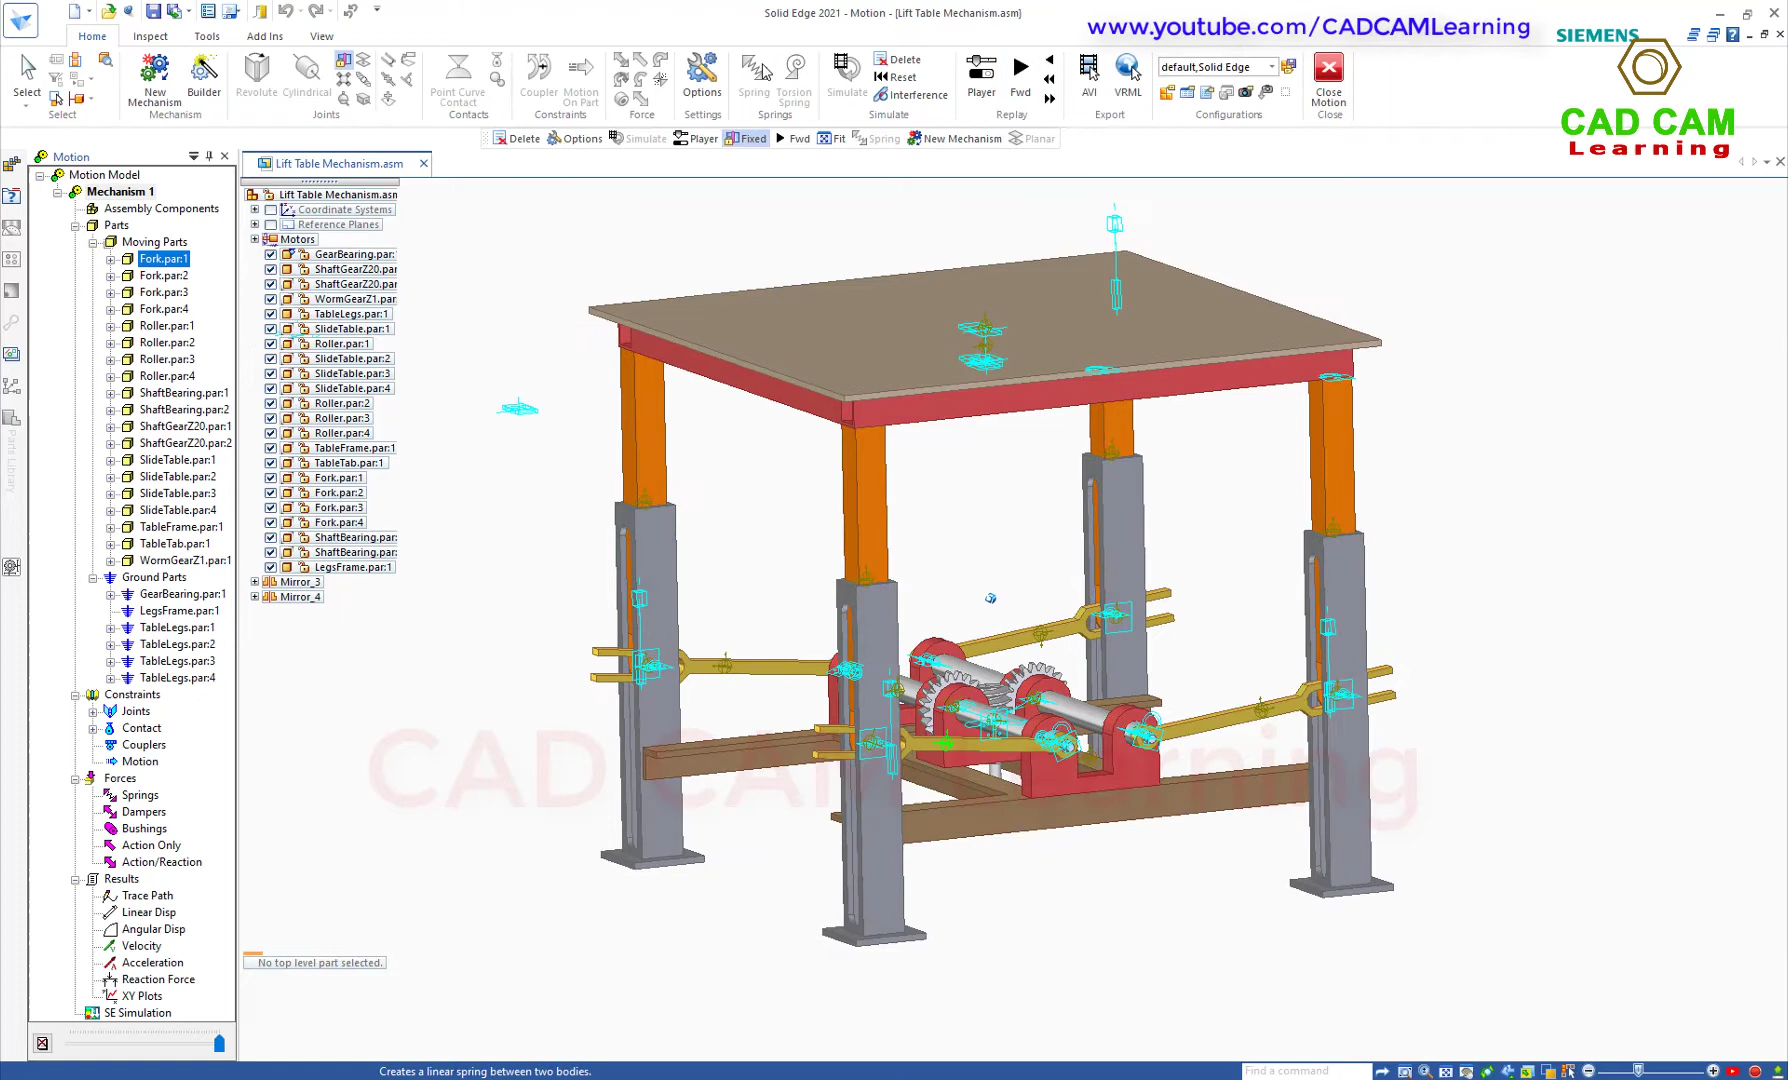 Solid Edge 2021 - Motion - [Lift Table Mechanism.asm]
www.youtube.com/CADCAMLearning
SIEMENS
Home
Inspect
Tools
Add Ins
View
Select
New Mechanism
Builder
Revolute
Cylindrical
Point Curve Contact
Coupler
Motion On Part
Options
Spring
Torsion Spring
Simulate
Delete
Reset
Interference
Player
Fwd
AVI
VRML
default,Solid Edge
Close Motion
Select
Mechanism
Joints
Contacts
Constraints
Force
Settings
Springs
Simulate
Replay
Export
Configurations
Close
CAD CAM
Learning
Delete
Options
Simulate
Player
Fixed
Fwd
Fit
Spring
New Mechanism
Planar
Motion
Lift Table Mechanism.asm
Motion Model
Mechanism 1
Assembly Components
Parts
Moving Parts
Fork.par:1
Fork.par:2
Fork.par:3
Fork.par:4
Roller.par:1
Roller.par:2
Roller.par:3
Roller.par:4
ShaftBearing.par:1
ShaftBearing.par:2
ShaftGearZ20.par:1
ShaftGearZ20.par:2
SlideTable.par:1
SlideTable.par:2
SlideTable.par:3
SlideTable.par:4
TableFrame.par:1
TableTab.par:1
WormGearZ1.par:1
Ground Parts
GearBearing.par:1
LegsFrame.par:1
TableLegs.par:1
TableLegs.par:2
TableLegs.par:3
TableLegs.par:4
Constraints
Joints
Contact
Couplers
Motion
Forces
Springs
Dampers
Bushings
Action Only
Action/Reaction
Results
Trace Path
Linear Disp
Angular Disp
Velocity
Acceleration
Reaction Force
XY Plots
SE Simulation
Lift Table Mechanism.asm
Coordinate Systems
Reference Planes
Motors
GearBearing.par:
ShaftGearZ20.par
ShaftGearZ20.par
WormGearZ1.par
TableLegs.par:1
SlideTable.par:1
Roller.par:1
SlideTable.par:2
SlideTable.par:3
SlideTable.par:4
Roller.par:2
Roller.par:3
Roller.par:4
TableFrame.par:1
TableTab.par:1
Fork.par:1
Fork.par:2
Fork.par:3
Fork.par:4
ShaftBearing.par:
ShaftBearing.par:
LegsFrame.par:1
Mirror_3
Mirror_4
No top level part selected.
CAD CAM Learning
Parts Library
Creates a linear spring between two bodies.
Find a command